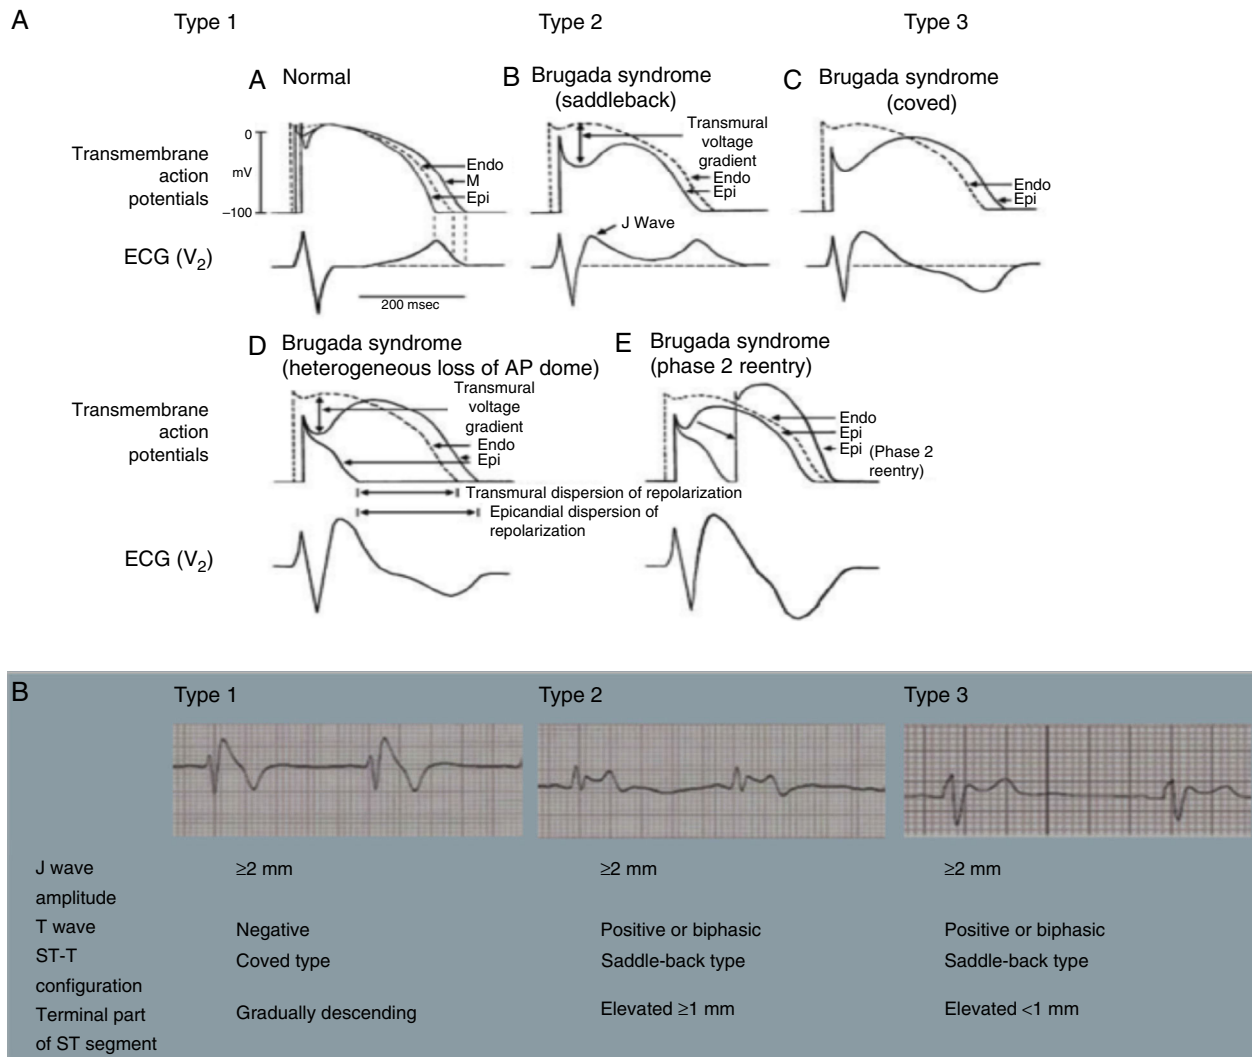 A
Type 1
Type 2
Type 3
A Normal
B Brugada syndrome
(saddleback)
C Brugada syndrome
(coved)
Transmembrane
action
potentials
0
mV
−100
Endo
M
Epi
Transmural
voltage
gradient
Endo
Epi
Endo
Epi
ECG (V2)
200 msec
J Wave
D Brugada syndrome
(heterogeneous loss of AP dome)
E Brugada syndrome
(phase 2 reentry)
Transmembrane
action
potentials
Transmural
voltage
gradient
Endo
Epi
Transmural dispersion of repolarization
Epicandial dispersion of
repolarization
Endo
Epi
Epi (Phase 2
reentry)
ECG (V2)
B
Type 1
Type 2
Type 3
J wave
amplitude
≥2 mm
≥2 mm
≥2 mm
T wave
Negative
Positive or biphasic
Positive or biphasic
ST-T
configuration
Coved type
Saddle-back type
Saddle-back type
Terminal part
of ST segment
Gradually descending
Elevated ≥1 mm
Elevated <1 mm